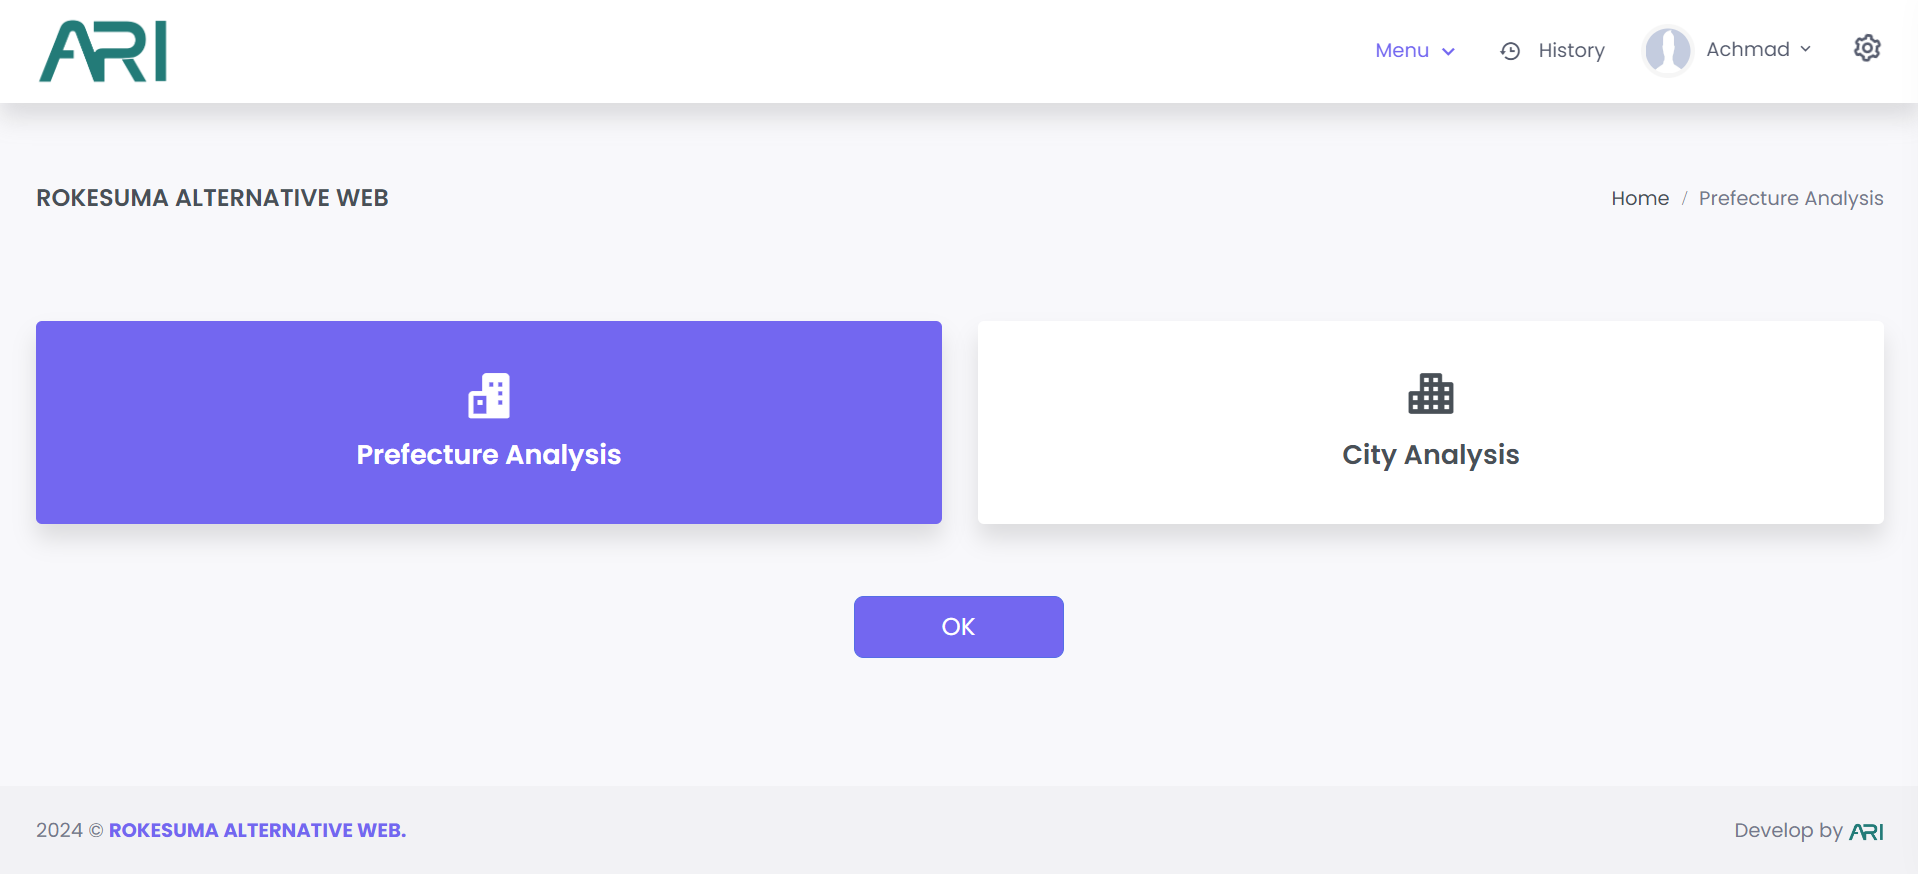 ARI
Menu
History
Achmad
ROKESUMA ALTERNATIVE WEB
Home / Prefecture Analysis
Prefecture Analysis
City Analysis
OK
2024 © ROKESUMA ALTERNATIVE WEB.
Develop by ARI